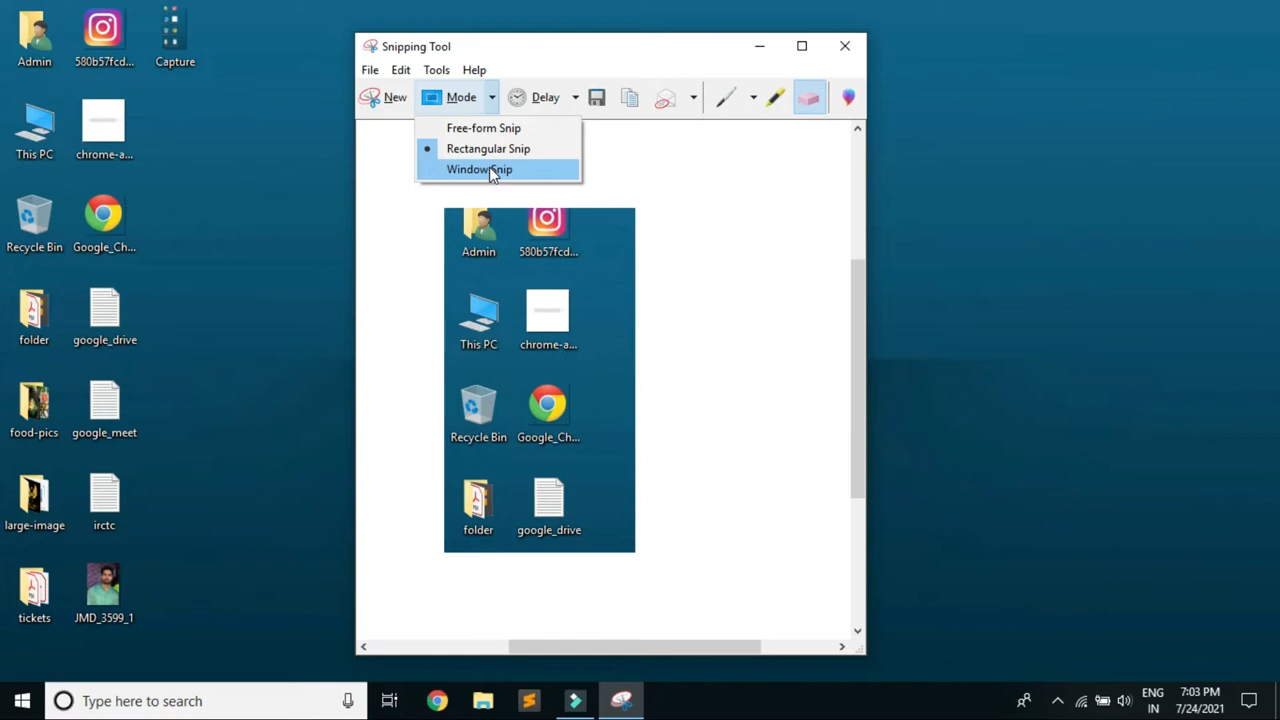 Admin
580b57fcd...
Capture
This PC
chrome-a...
Recycle Bin
Google_Ch...
folder
google_drive
food-pics
google_meet
large-image
irctc
tickets
JMD_3599_1
Snipping Tool
File Edit Tools Help
New Mode Delay
Free-form Snip
Rectangular Snip
Window Snip
Admin
580b57fcd...
This PC
chrome-a...
Recycle Bin
Google_Ch...
folder
google_drive
Type here to search
ENG
IN
7:03 PM
7/24/2021